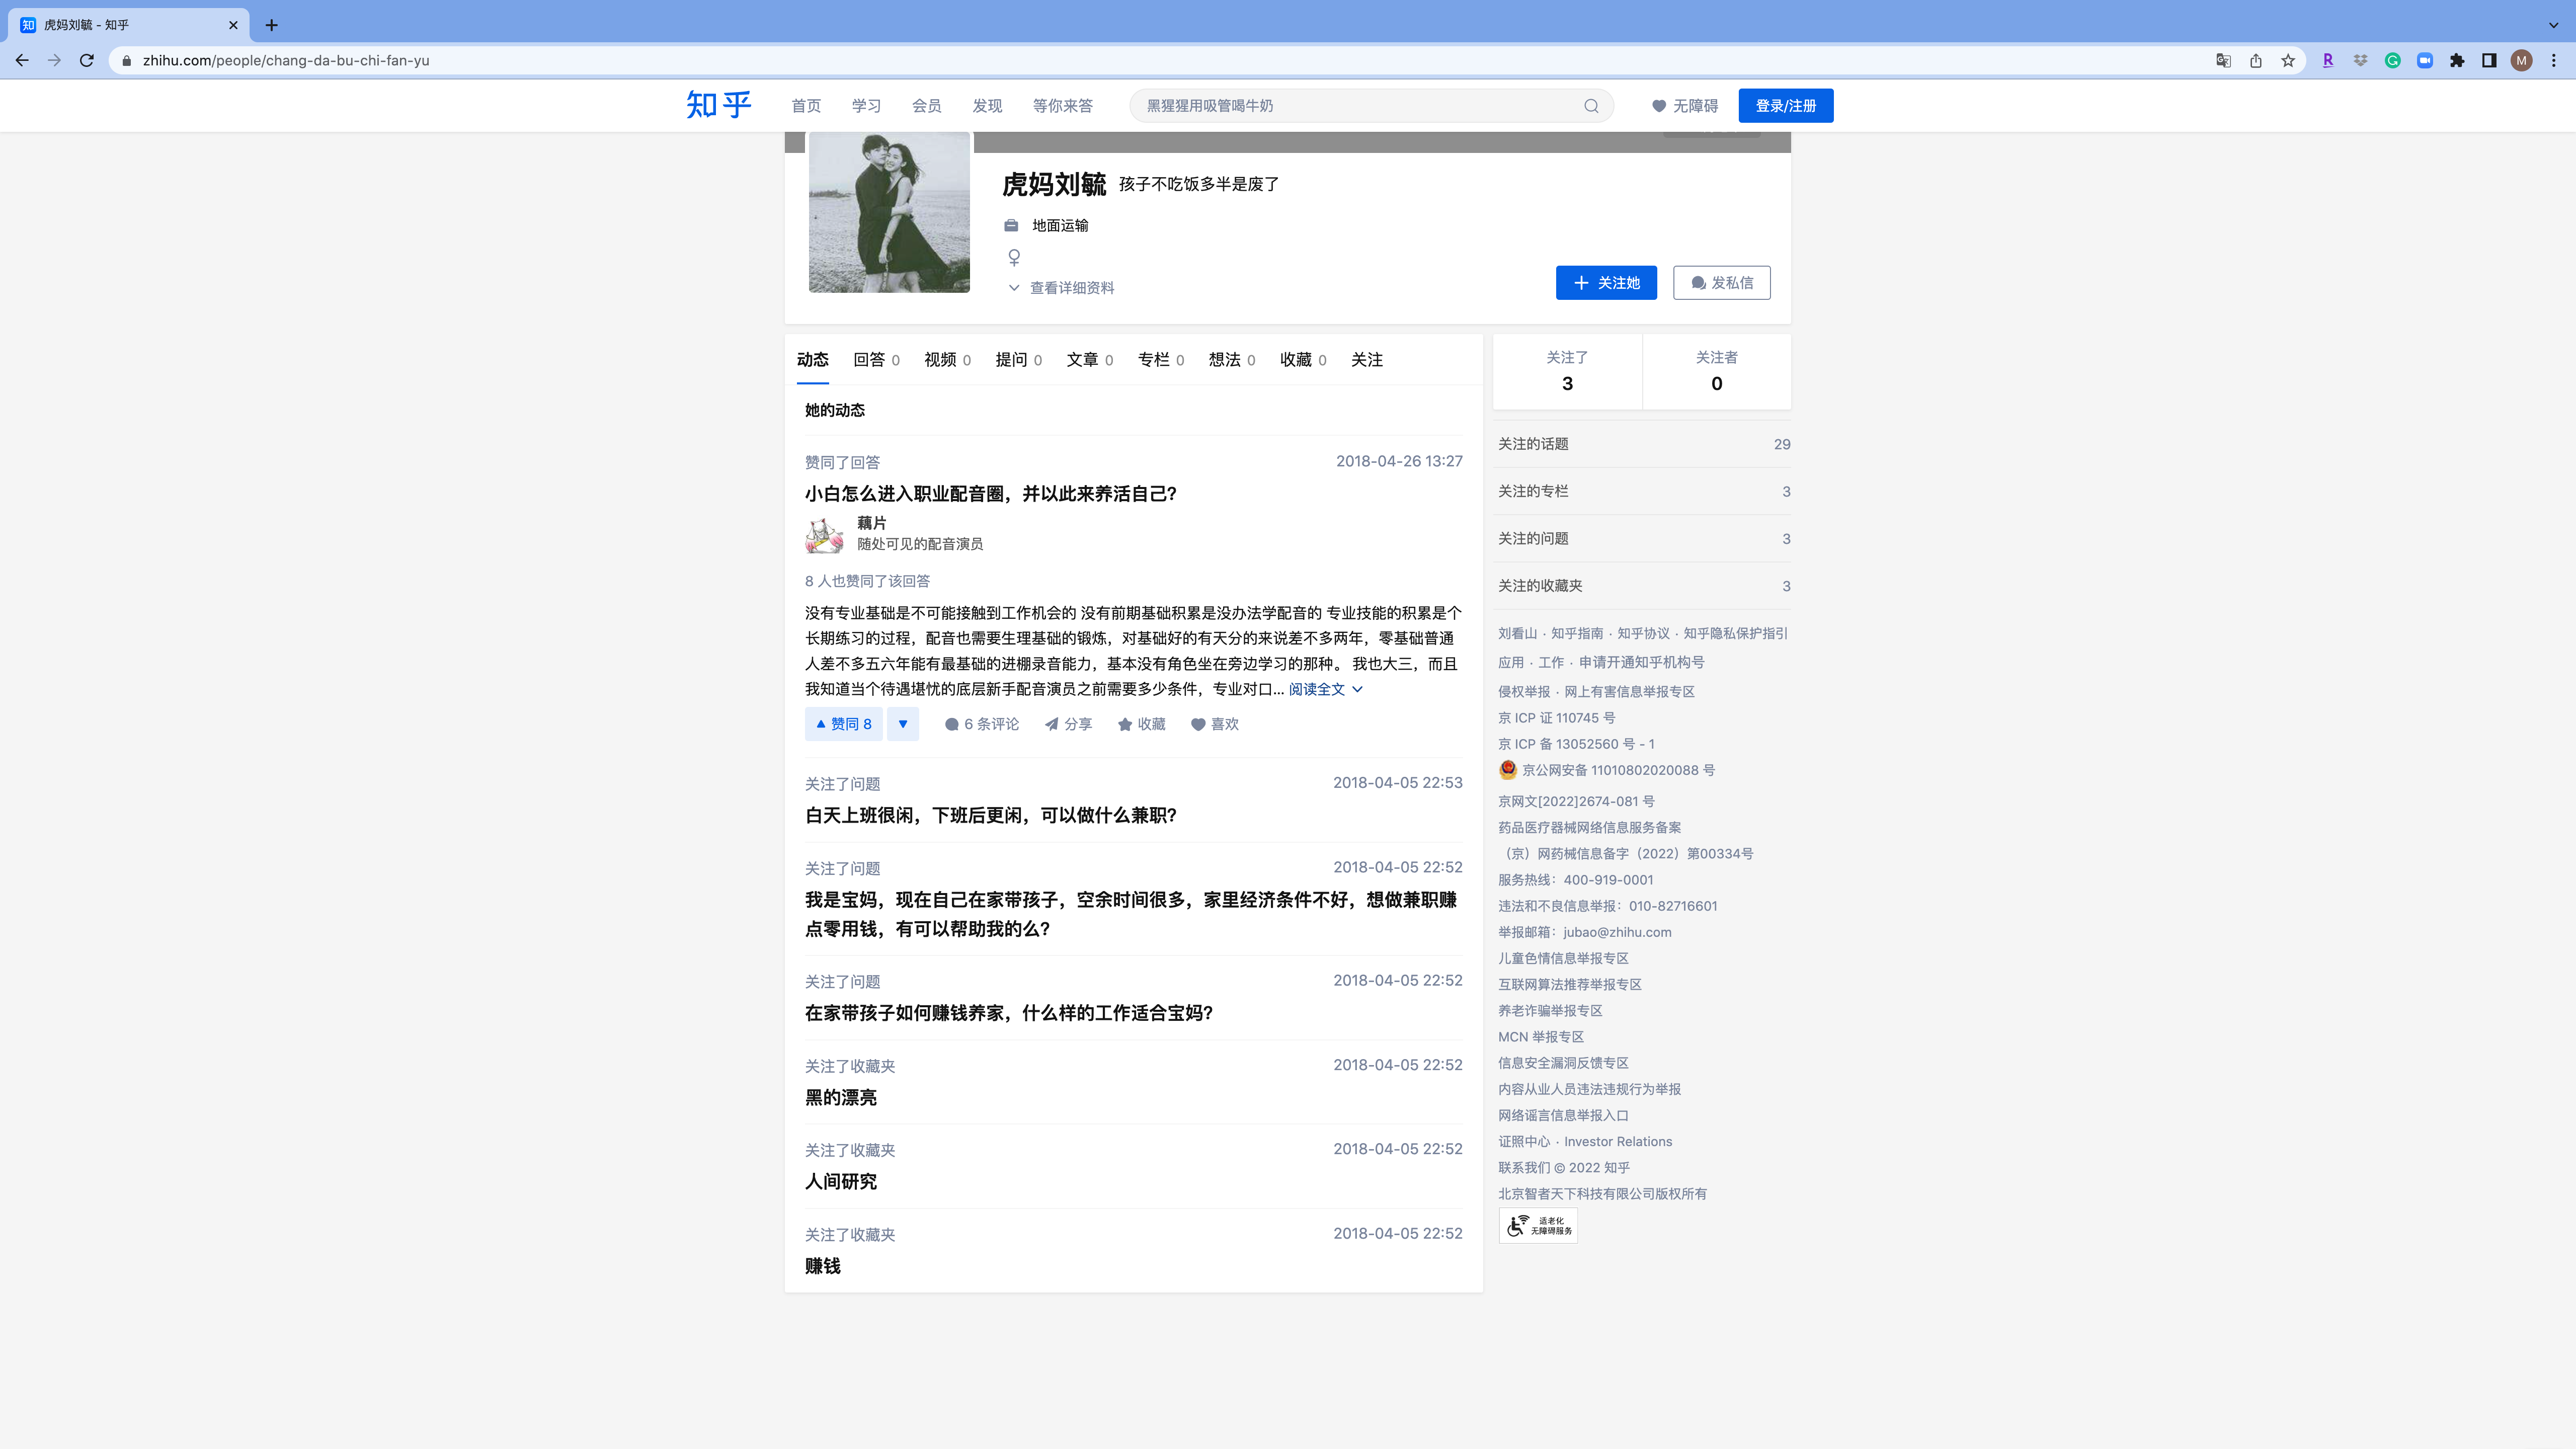 虎妈刘毓 - 知乎
zhihu.com/people/chang-da-bu-chi-fan-yu
M
知乎
首页 学习 会员 发现 等你来答
黑猩猩用吸管喝牛奶
无障碍
登录/注册
虎妈刘毓 孩子不吃饭多半是废了
地面运输
查看详细资料
关注她
发私信
动态 回答 0 视频 0 提问 0 文章 0 专栏 0 想法 0 收藏 0 关注
她的动态
赞同了回答 2018-04-26 13:27
小白怎么进入职业配音圈，并以此来养活自己？
藕片
随处可见的配音演员
8 人也赞同了该回答
没有专业基础是不可能接触到工作机会的 没有前期基础积累是没办法学配音的 专业技能的积累是个
长期练习的过程，配音也需要生理基础的锻炼，对基础好的有天分的来说差不多两年，零基础普通
人差不多五六年能有最基础的进棚录音能力，基本没有角色坐在旁边学习的那种。 我也大三，而且
我知道当个待遇堪忧的底层新手配音演员之前需要多少条件，专业对口... 阅读全文
赞同 8 6 条评论 分享 收藏 喜欢
关注了问题 2018-04-05 22:53
白天上班很闲，下班后更闲，可以做什么兼职？
关注了问题 2018-04-05 22:52
我是宝妈，现在自己在家带孩子，空余时间很多，家里经济条件不好，想做兼职赚
点零用钱，有可以帮助我的么？
关注了问题 2018-04-05 22:52
在家带孩子如何赚钱养家，什么样的工作适合宝妈？
关注了收藏夹 2018-04-05 22:52
黑的漂亮
关注了收藏夹 2018-04-05 22:52
人间研究
关注了收藏夹 2018-04-05 22:52
赚钱
关注了 关注者
3 0
关注的话题 29
关注的专栏 3
关注的问题 3
关注的收藏夹 3
刘看山 · 知乎指南 · 知乎协议 · 知乎隐私保护指引
应用 · 工作 · 申请开通知乎机构号
侵权举报 · 网上有害信息举报专区
京 ICP 证 110745 号
京 ICP 备 13052560 号 - 1
京公网安备 11010802020088 号
京网文[2022]2674-081 号
药品医疗器械网络信息服务备案
（京）网药械信息备字（2022）第00334号
服务热线：400-919-0001
违法和不良信息举报：010-82716601
举报邮箱：jubao@zhihu.com
儿童色情信息举报专区
互联网算法推荐举报专区
养老诈骗举报专区
MCN 举报专区
信息安全漏洞反馈专区
内容从业人员违法违规行为举报
网络谣言信息举报入口
证照中心 · Investor Relations
联系我们 © 2022 知乎
北京智者天下科技有限公司版权所有
适老化
无障碍服务